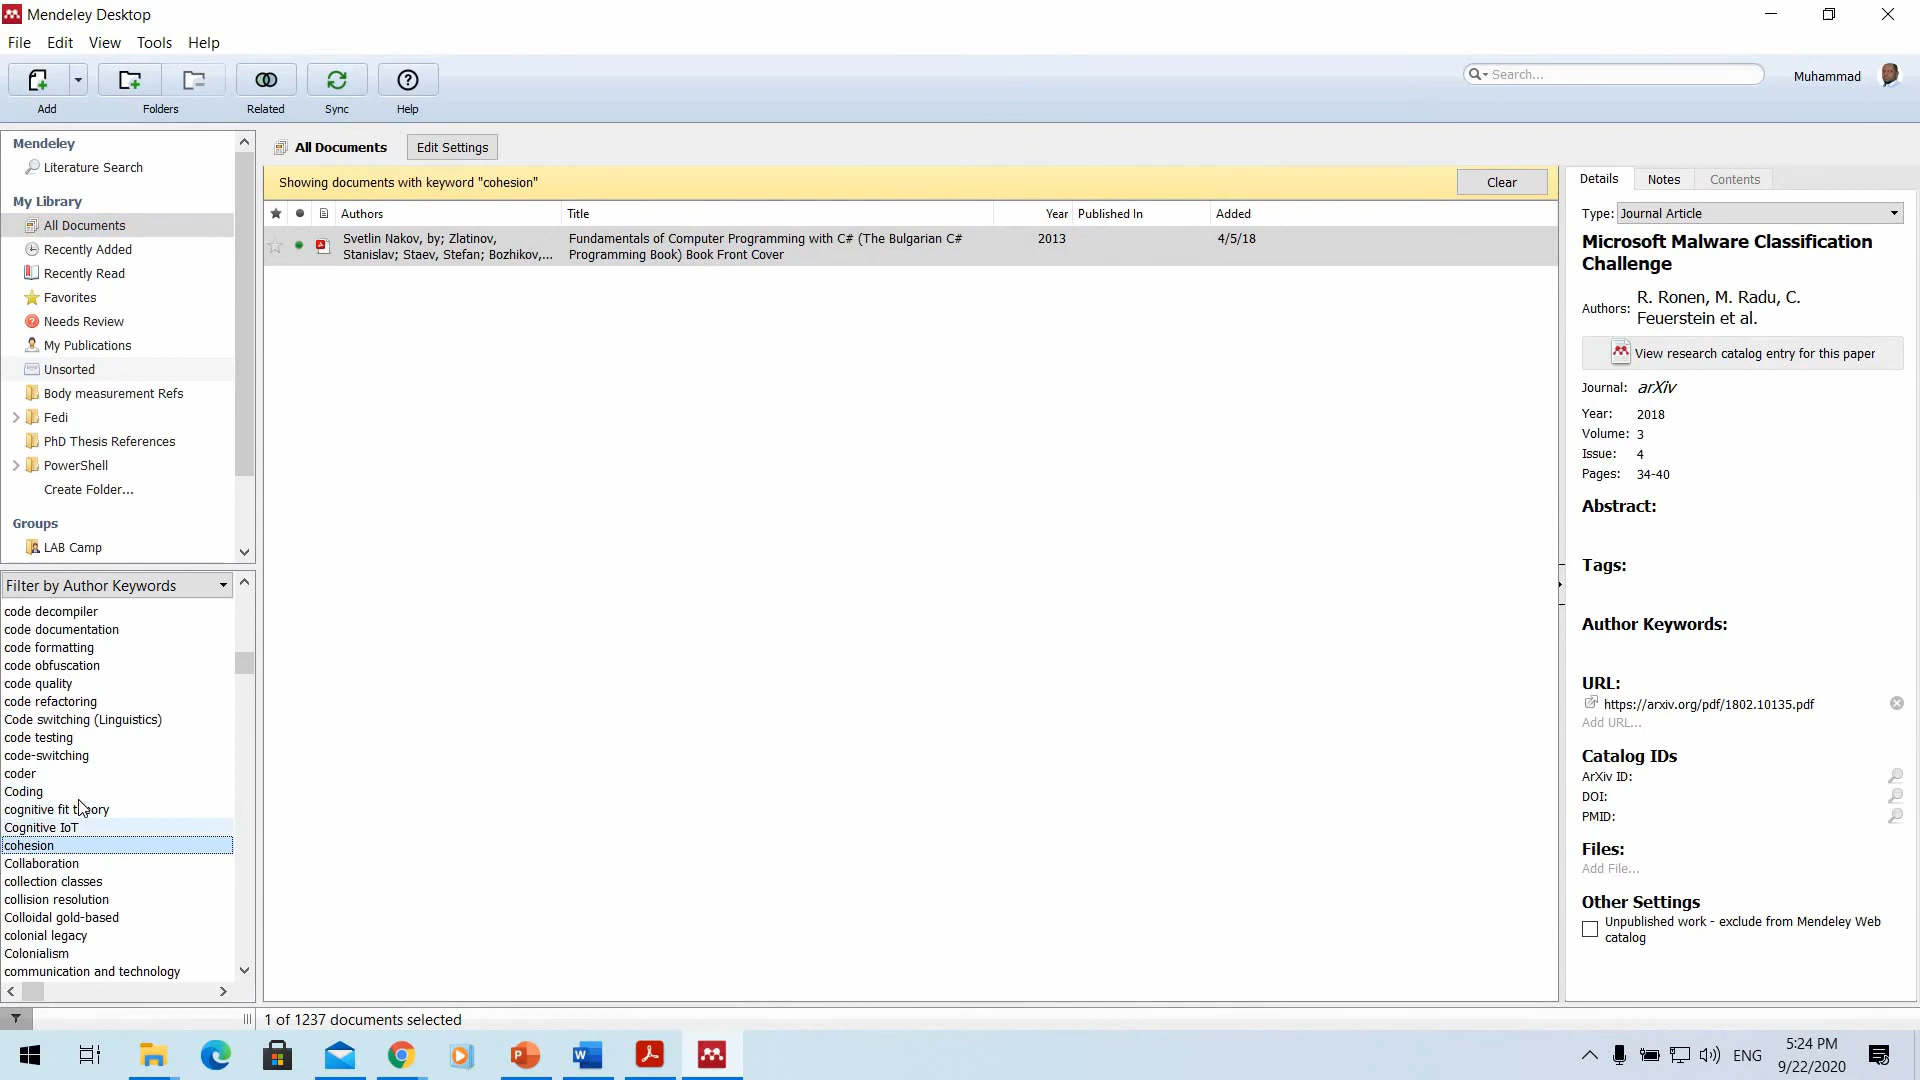 Mendeley Desktop
File Edit View Tools Help
Add Folders Related Sync Help
Search...
Muhammad
Mendeley
Literature Search
My Library
All Documents
Recently Added
Recently Read
Favorites
Needs Review
My Publications
Unsorted
Body measurement Refs
Fedi
PhD Thesis References
PowerShell
Create Folder...
Groups
LAB Camp
Filter by Author Keywords
code decompiler
code documentation
code formatting
code obfuscation
code quality
code refactoring
Code switching (Linguistics)
code testing
code-switching
coder
Coding
cognitive fit theory
Cognitive IoT
cohesion
Collaboration
collection classes
collision resolution
Colloidal gold-based
colonial legacy
Colonialism
communication and technology
All Documents Edit Settings
Showing documents with keyword "cohesion" Clear
Authors Title Year Published In Added
Svetlin Nakov, by; Zlatinov, Fundamentals of Computer Programming with C# (The Bulgarian C# 2013 4/5/18
Stanislav; Staev, Stefan; Bozhikov,... Programming Book) Book Front Cover
1 of 1237 documents selected
Details Notes Contents
Type: Journal Article
Microsoft Malware Classification
Challenge
Authors: R. Ronen, M. Radu, C.
Feuerstein et al.
View research catalog entry for this paper
Journal: arXiv
Year: 2018
Volume: 3
Issue: 4
Pages: 34-40
Abstract:
Tags:
Author Keywords:
URL:
https://arxiv.org/pdf/1802.10135.pdf
Add URL...
Catalog IDs
ArXiv ID:
DOI:
PMID:
Files:
Add File...
Other Settings
Unpublished work - exclude from Mendeley Web
catalog
ENG
5:24 PM
9/22/2020